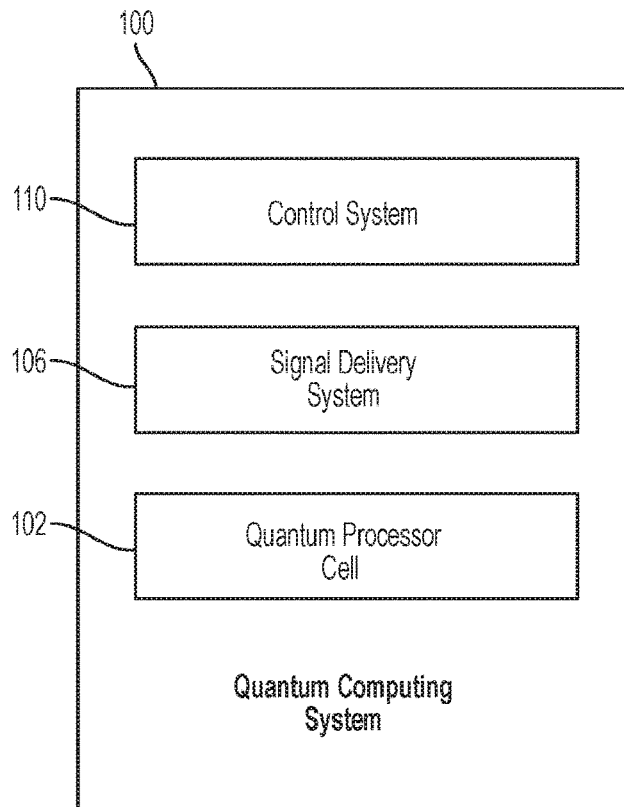 100
110
Control System
106
Signal Delivery
System
102
Quantum Processor
Cell
Quantum Computing
System